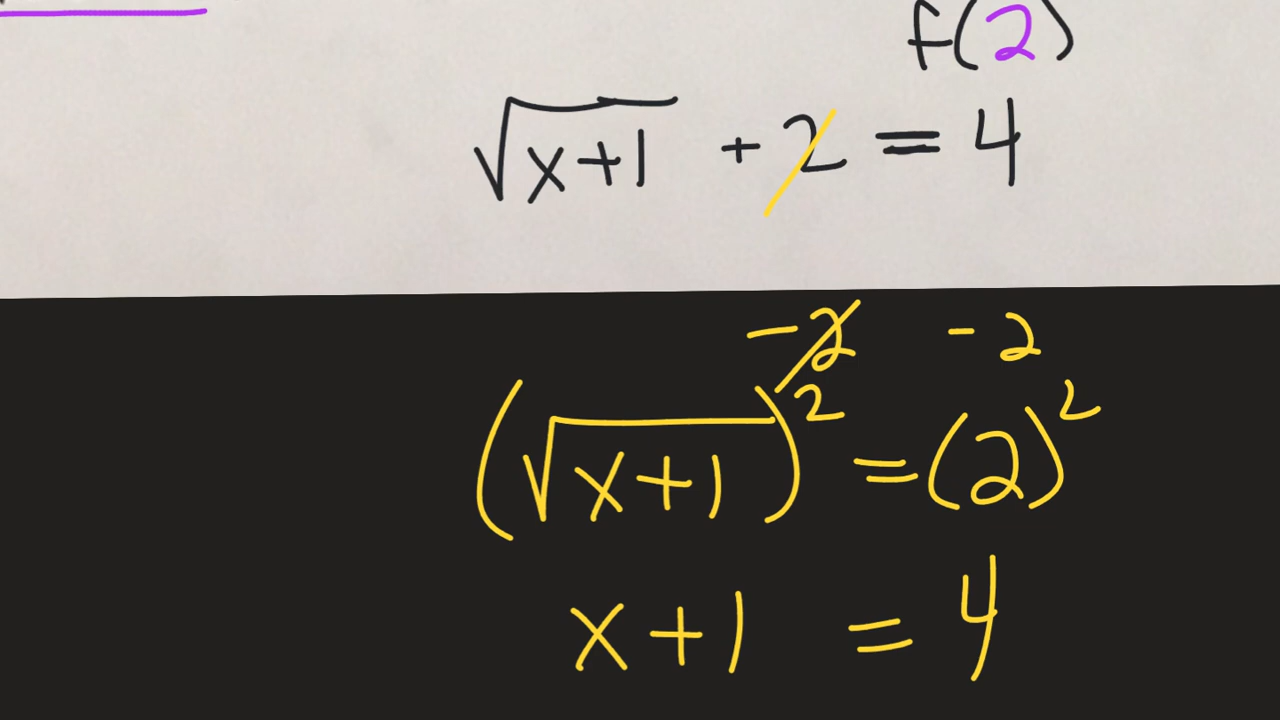 f(2)
√x+1 + 2 = 4
-2 -2
(√x+1)² = (2)²
x+1 = 4